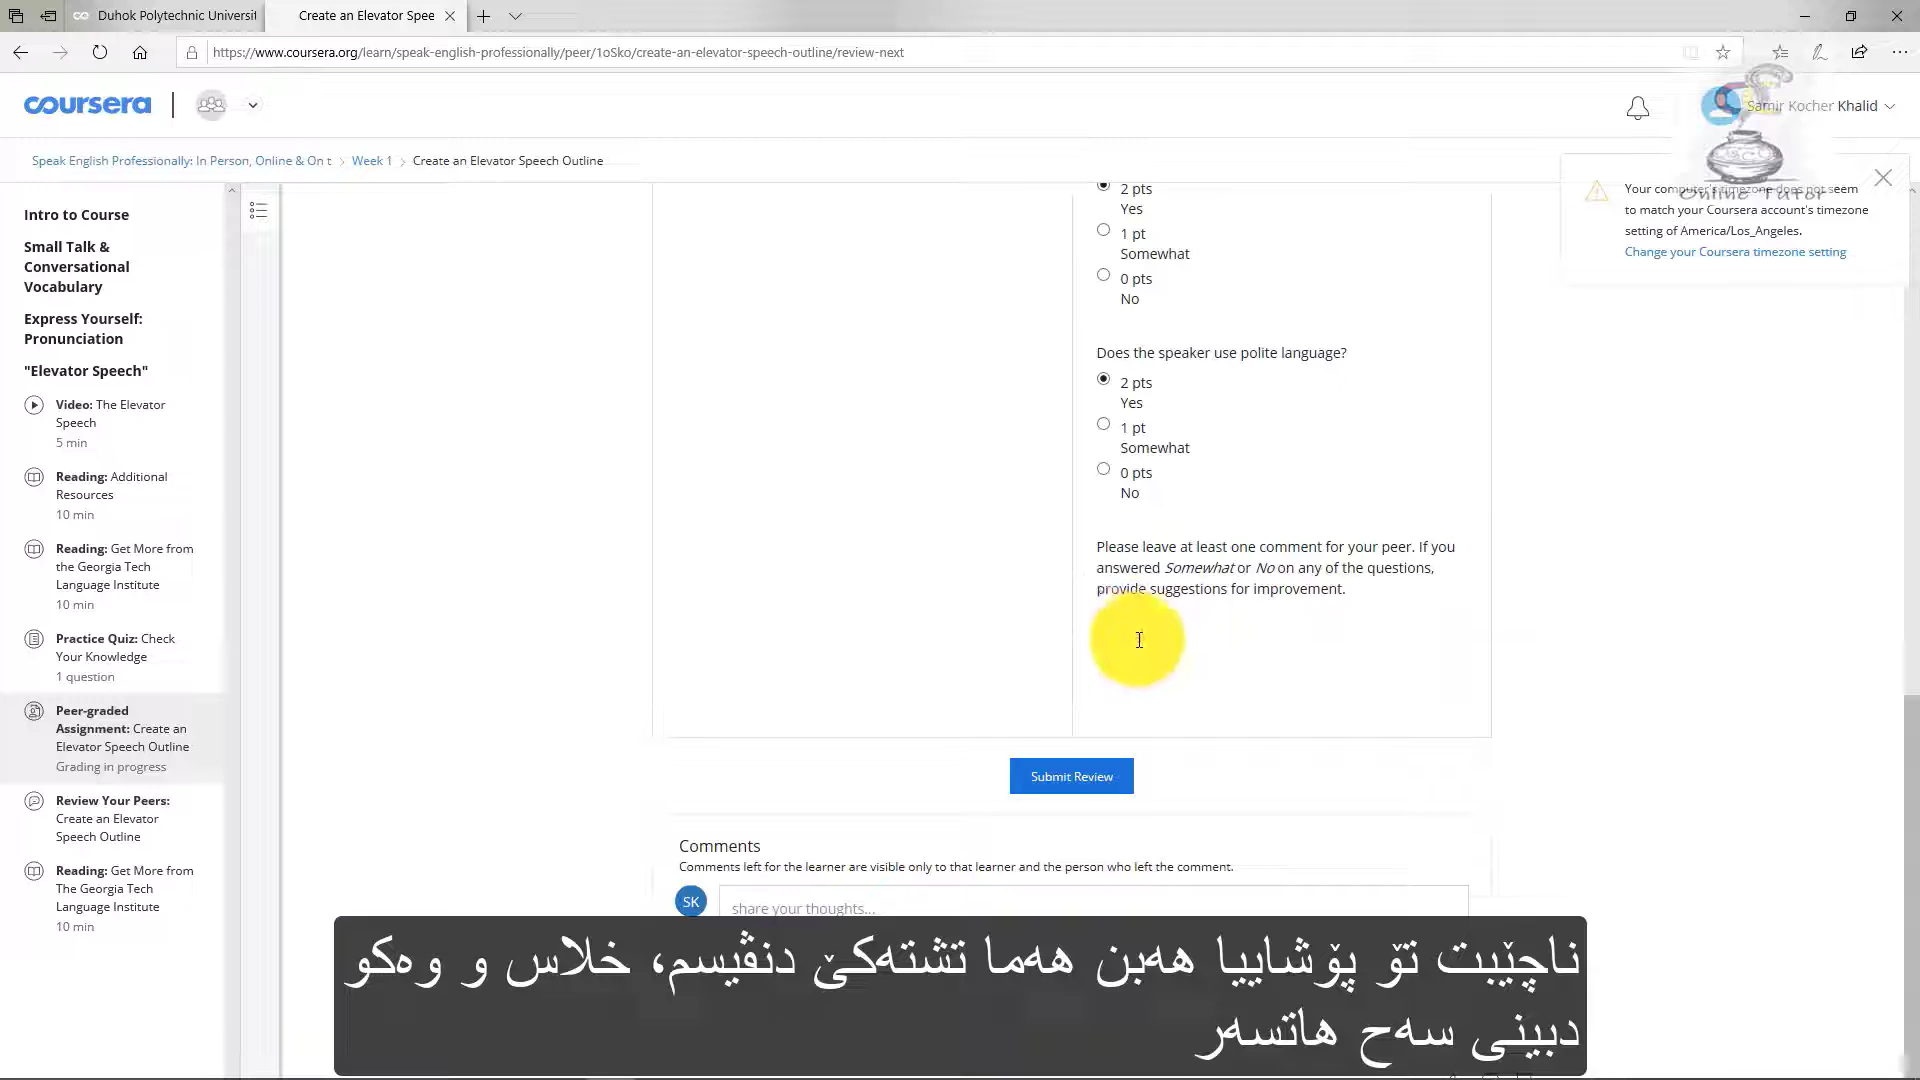 Duhok Polytechnic Universit
Create an Elevator Spee
https://www.coursera.org/learn/speak-english-professionally/peer/1oSko/create-an-elevator-speech-outline/review-next
coursera
Samir Kocher Khalid
Speak English Professionally: In Person, Online & On t > Week 1 > Create an Elevator Speech Outline
Online Tutor
Your computer's timezone does not seem
to match your Coursera account's timezone
setting of America/Los_Angeles.
Change your Coursera timezone setting
Intro to Course
Small Talk &
Conversational
Vocabulary
Express Yourself:
Pronunciation
"Elevator Speech"
Video: The Elevator
Speech
5 min
Reading: Additional
Resources
10 min
Reading: Get More from
the Georgia Tech
Language Institute
10 min
Practice Quiz: Check
Your Knowledge
1 question
Peer-graded
Assignment: Create an
Elevator Speech Outline
Grading in progress
Review Your Peers:
Create an Elevator
Speech Outline
Reading: Get More from
The Georgia Tech
Language Institute
10 min
2 pts
Yes
1 pt
Somewhat
0 pts
No
Does the speaker use polite language?
2 pts
Yes
1 pt
Somewhat
0 pts
No
Please leave at least one comment for your peer. If you
answered Somewhat or No on any of the questions,
provide suggestions for improvement.
Submit Review
Comments
Comments left for the learner are visible only to that learner and the person who left the comment.
SK
share your thoughts...
ناچێبت تۆ پۆشاییا هەبن هەما تشتەکێ دنڤیسم، خلاس و وەکو
دبینی سەح هاتسەر